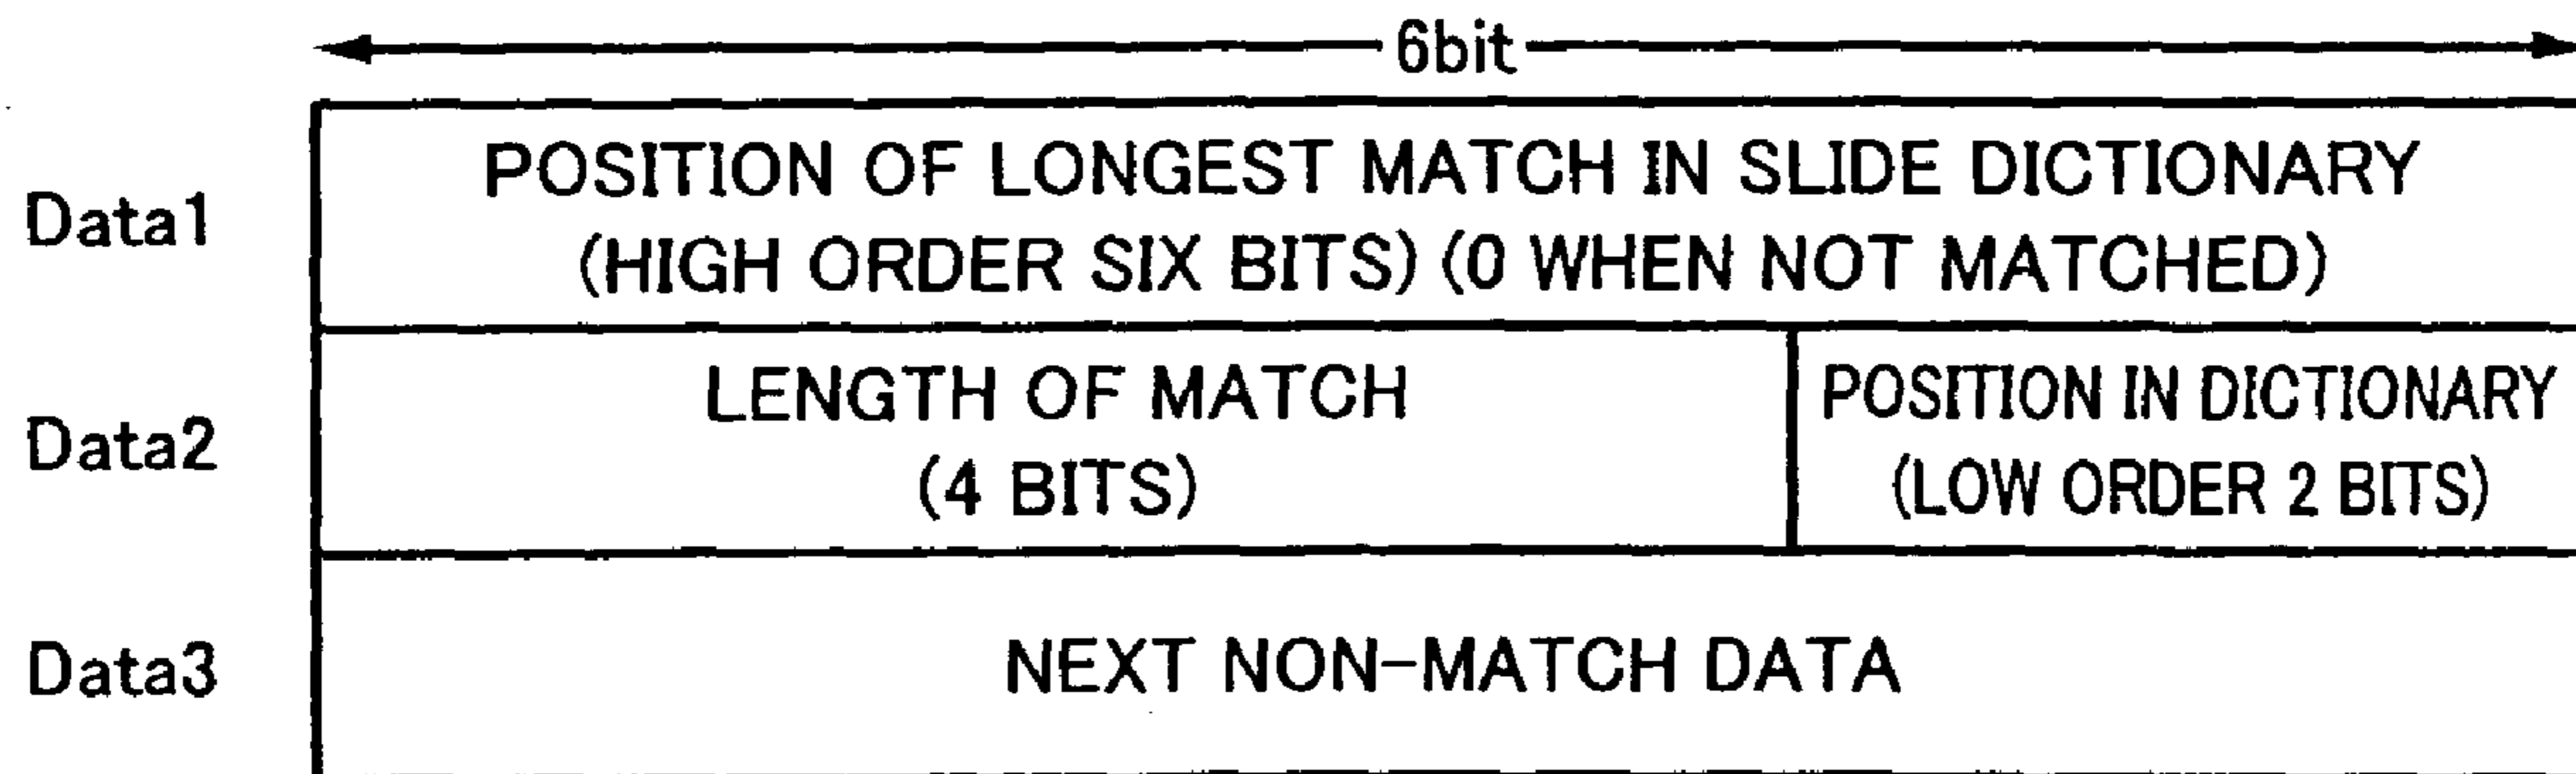 6bit
Data1
POSITION OF LONGEST MATCH IN SLIDE DICTIONARY
(HIGH ORDER SIX BITS) (0 WHEN NOT MATCHED)
Data2
LENGTH OF MATCH
(4 BITS)
POSITION IN DICTIONARY
(LOW ORDER 2 BITS)
Data3
NEXT NON-MATCH DATA